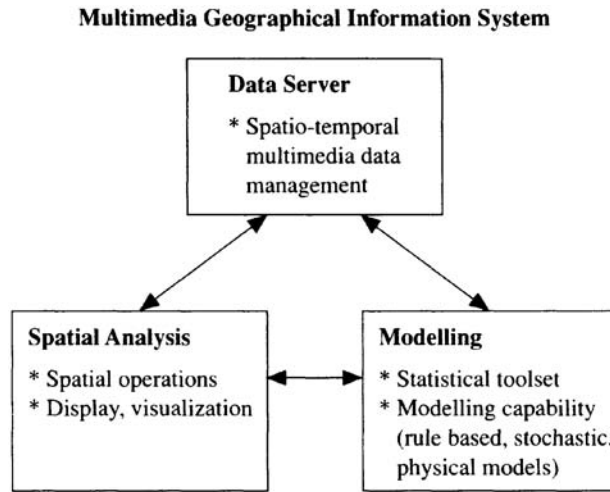 Multimedia Geographical Information System
Data Server
* Spatio-temporal
multimedia data
management
Spatial Analysis
* Spatial operations
* Display, visualization
Modelling
* Statistical toolset
* Modelling capability
(rule based, stochastic,
physical models)